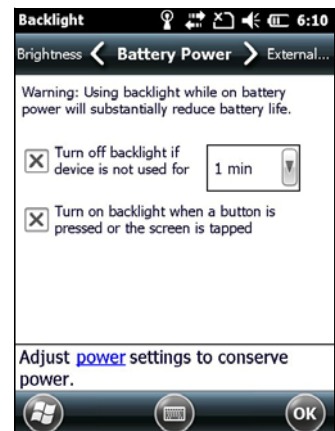 Backlight 6:10
Brightness Battery Power External...
Warning: Using backlight while on battery
power will substantially reduce battery life.
Turn off backlight if
device is not used for 1 min
Turn on backlight when a button is
pressed or the screen is tapped
Adjust power settings to conserve
power.
OK